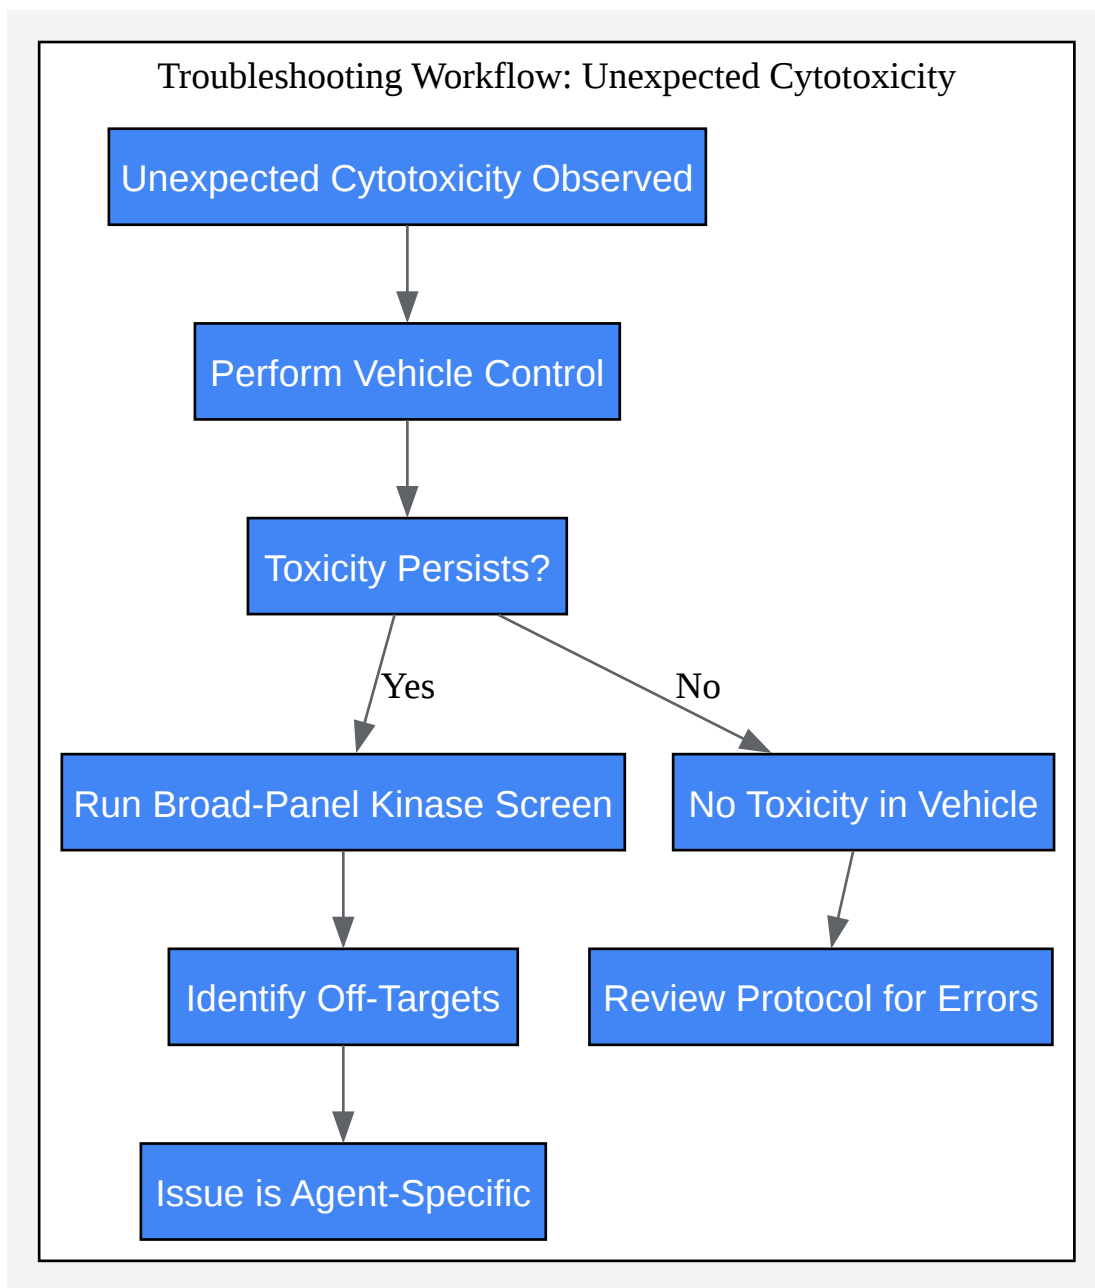 Troubleshooting Workflow: Unexpected Cytotoxicity
Unexpected Cytotoxicity Observed
Perform Vehicle Control
Toxicity Persists?
Yes
No
Run Broad-Panel Kinase Screen
No Toxicity in Vehicle
Identify Off-Targets
Review Protocol for Errors
Issue is Agent-Specific